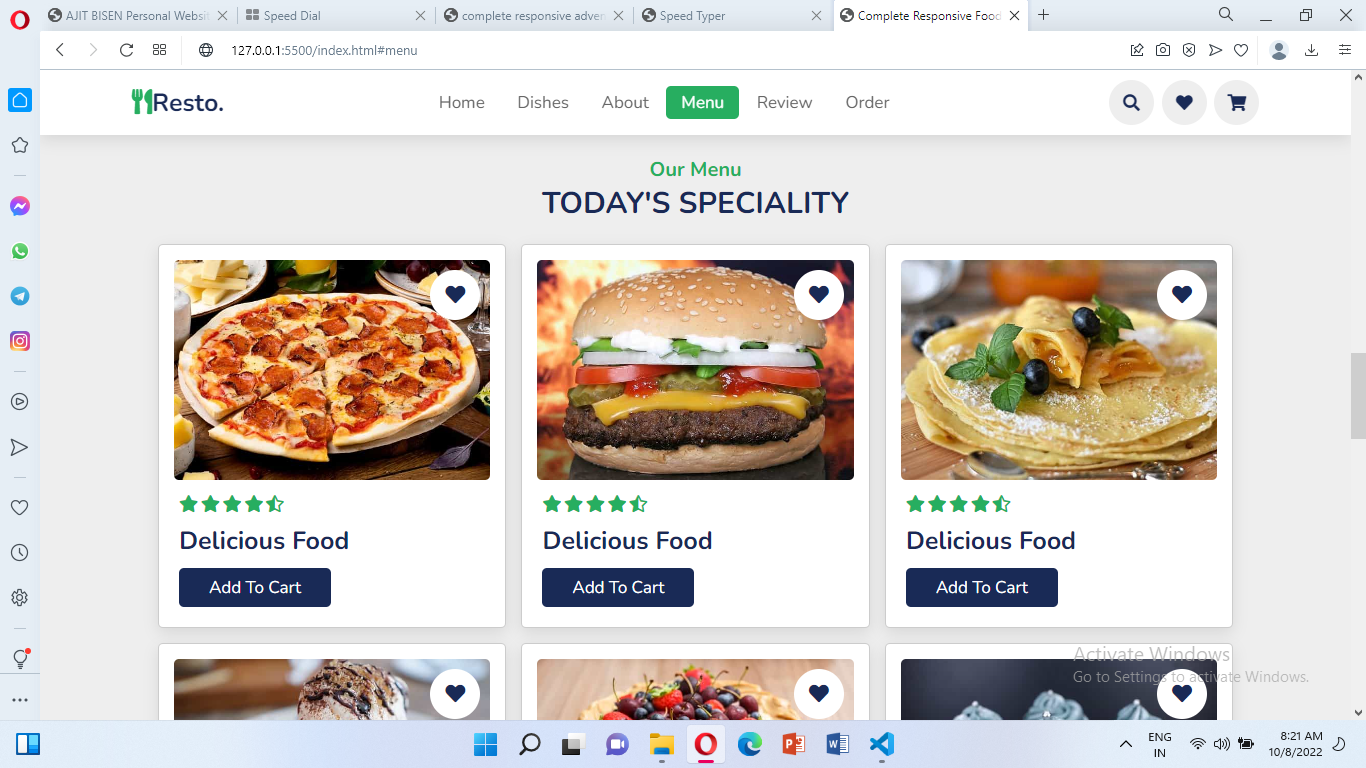 AJIT BISEN Personal Websi
Speed Dial
complete responsive adven
Speed Typer
Complete Responsive Food
127.0.0.1:5500/index.html#menu
Resto.
Home
Dishes
About
Menu
Review
Order
Our Menu
TODAY'S SPECIALITY
Delicious Food
Add To Cart
Delicious Food
Add To Cart
Delicious Food
Add To Cart
Activate Windows
Go to Settings to activate Windows.
ENG
IN
8:21 AM
10/8/2022